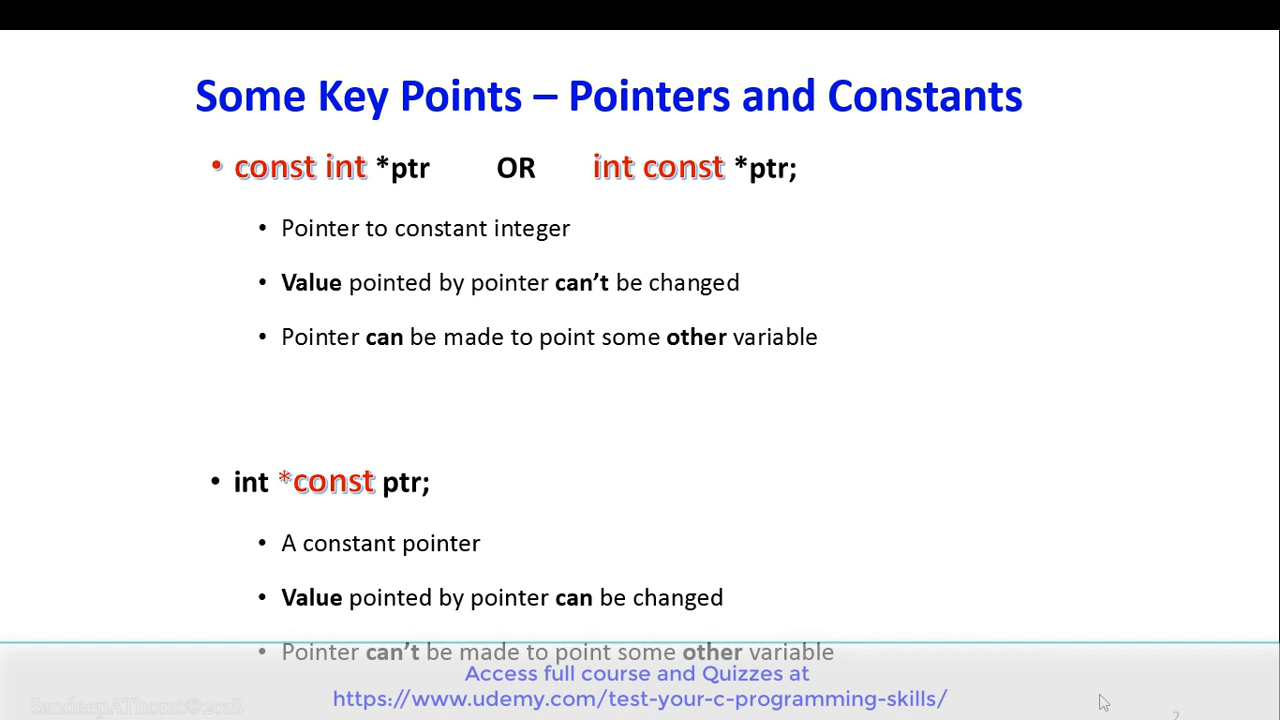 Some Key Points – Pointers and Constants
• const int *ptr OR int const *ptr;
• Pointer to constant integer
• Value pointed by pointer can’t be changed
• Pointer can be made to point some other variable
• int *const ptr;
• A constant pointer
• Value pointed by pointer can be changed
• Pointer can’t be made to point some other variable
Access full course and Quizzes at
https://www.udemy.com/test-your-c-programming-skills/
SandeepAThorat©2016
2